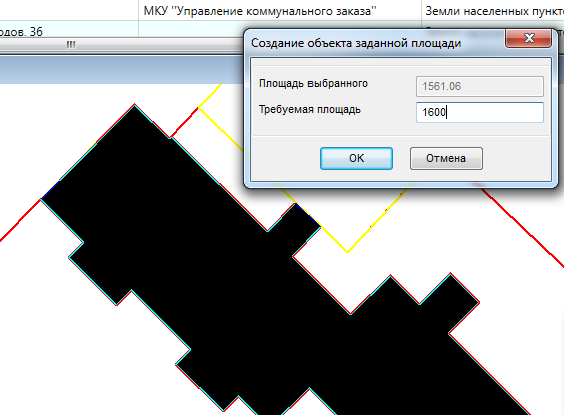 МКУ "Управление коммунального заказа"
Земли населенных пункто
одов, 36
Создание объекта заданной площади
Площадь выбранного
1561.06
Требуемая площадь
1600
OK
Отмена